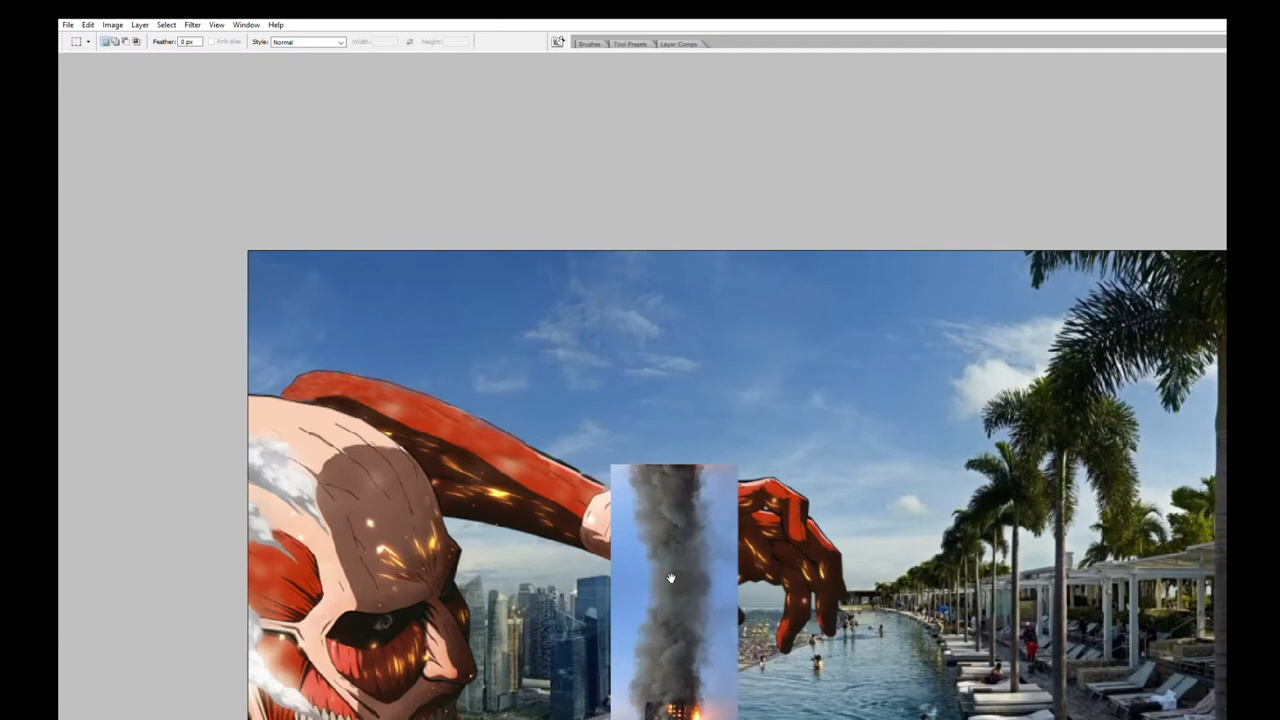 File Edit Image Layer Select Filter View Window Help
Feather: 0 px Anti-alias Style: Normal Width: Height: Brushes Tool Presets Layer Comps